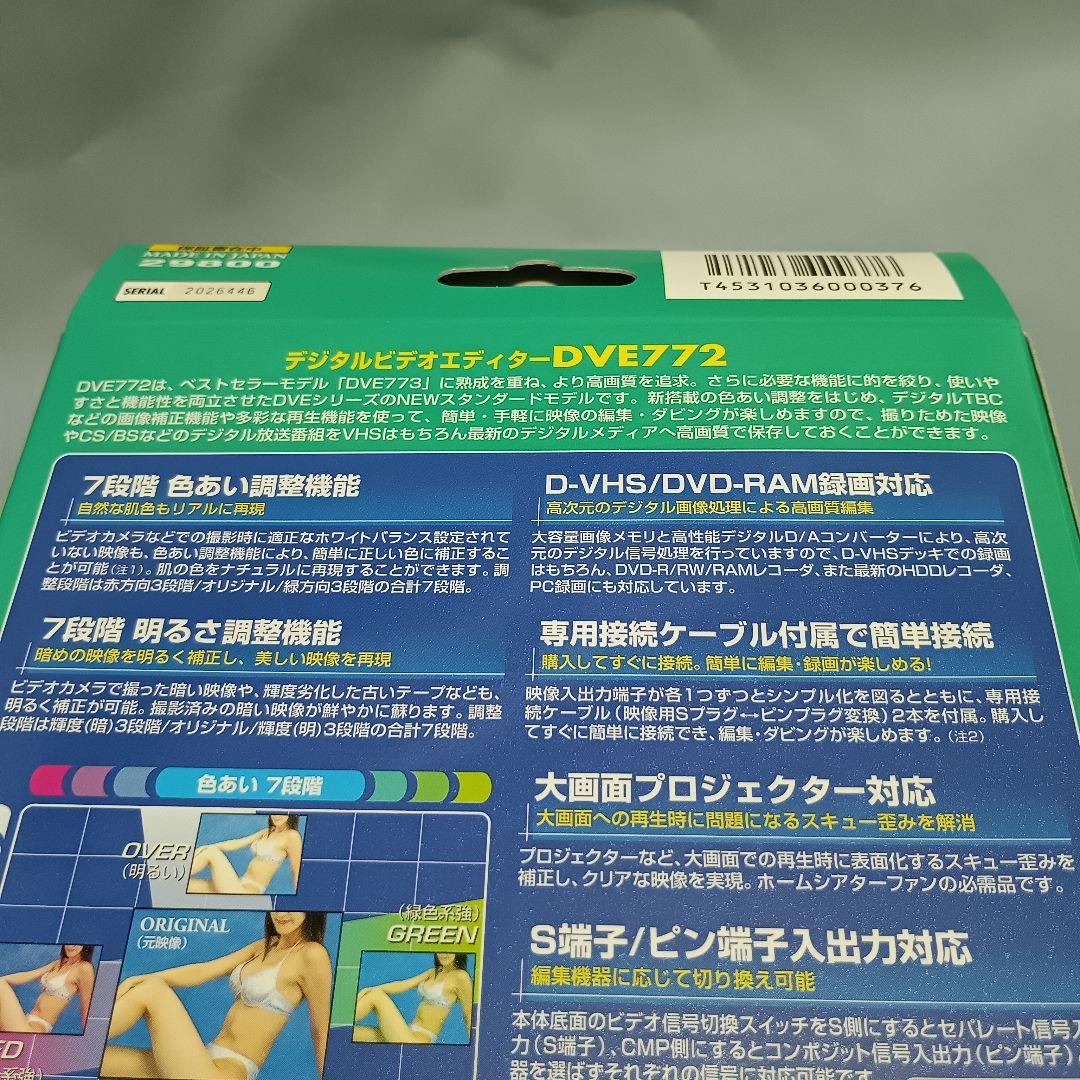 保証書在中
MADE IN JAPAN
29800
SERIAL 2026446
T4531036000376
デジタルビデオエディターDVE772
DVE772は、ベストセラーモデル「DVE773」に熟成を重ね、より高画質を追求。さらに必要な機能に的を絞り、使いや
すさと機能性を両立させたDVEシリーズのNEWスタンダードモデルです。新搭載の色あい調整をはじめ、デジタルTBC
などの画像補正機能や多彩な再生機能を使って、簡単・手軽に映像の編集・ダビングが楽しめますので、撮りためた映像
やCS/BSなどのデジタル放送番組をVHSはもちろん最新のデジタルメディアへ高画質で保存しておくことができます。
7段階 色あい調整機能
自然な肌色もリアルに再現
ビデオカメラなどでの撮影時に適正なホワイトバランス設定されて
いない映像も、色あい調整機能により、簡単に正しい色に補正するこ
とが可能(注1)。肌の色をナチュラルに再現することができます。調
整段階は赤方向3段階/オリジナル/緑方向3段階の合計7段階。
7段階 明るさ調整機能
暗めの映像を明るく補正し、美しい映像を再現
ビデオカメラで撮った暗い映像や、輝度劣化した古いテープなども、
明るく補正が可能。撮影済みの暗い映像が鮮やかに蘇ります。調整
段階は輝度(暗)3段階/オリジナル/輝度(明)3段階の合計7段階。
色あい 7段階
OVER
(明るい)
ORIGINAL
(元映像)
(緑色系強)
GREEN
ED
系強)
D-VHS/DVD-RAM録画対応
高次元のデジタル画像処理による高画質編集
大容量画像メモリと高性能デジタルD/Aコンバーターにより、高次
元のデジタル信号処理を行っていますので、D-VHSデッキでの録画
はもちろん、DVD-R/RW/RAMレコーダ、また最新のHDDレコーダ、
PC録画にも対応しています。
専用接続ケーブル付属で簡単接続
購入してすぐに接続。簡単に編集・録画が楽しめる!
映像入出力端子が各1つずつとシンプル化を図るとともに、専用接
続ケーブル(映像用Sプラグ↔ピンプラグ変換)2本を付属。購入し
てすぐに簡単に接続でき、編集・ダビングが楽しめます。(注2)
大画面プロジェクター対応
大画面への再生時に問題になるスキュー歪みを解消
プロジェクターなど、大画面での再生時に表面化するスキュー歪みを
補正し、クリアな映像を実現。ホームシアターファンの必需品です。
S端子/ピン端子入出力対応
編集機器に応じて切り換え可能
本体底面のビデオ信号切換スイッチをS側にするとセパレート信号入
力(S端子)、CMP側にするとコンポジット信号入出力(ピン端子)
器を選ばずそれぞれの信号に対応可能です。